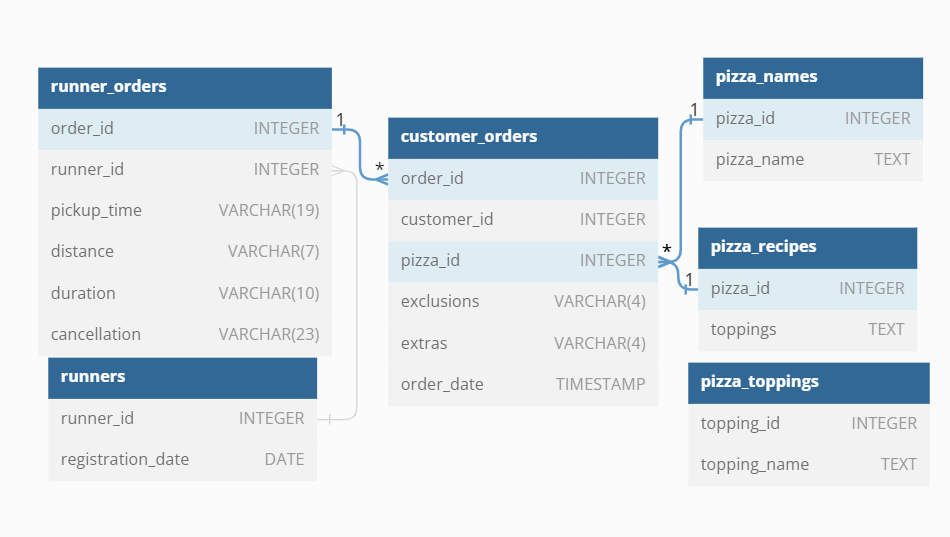 runner_orders
order_id INTEGER
runner_id INTEGER
pickup_time VARCHAR(19)
distance VARCHAR(7)
duration VARCHAR(10)
cancellation VARCHAR(23)
runners
runner_id INTEGER
registration_date DATE
1
*
customer_orders
order_id INTEGER
customer_id INTEGER
pizza_id INTEGER
exclusions VARCHAR(4)
extras VARCHAR(4)
order_date TIMESTAMP
*
1
1
pizza_names
pizza_id INTEGER
pizza_name TEXT
pizza_recipes
pizza_id INTEGER
toppings TEXT
pizza_toppings
topping_id INTEGER
topping_name TEXT